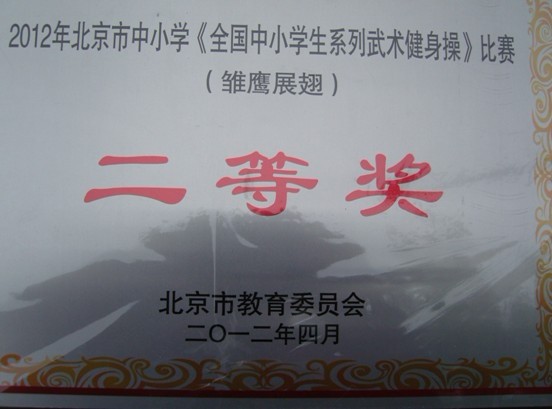 2012年北京市中小学《全国中小学生系列武术健身操》比赛
（雏鹰展翅）
二等奖
北京市教育委员会
二〇一二年四月